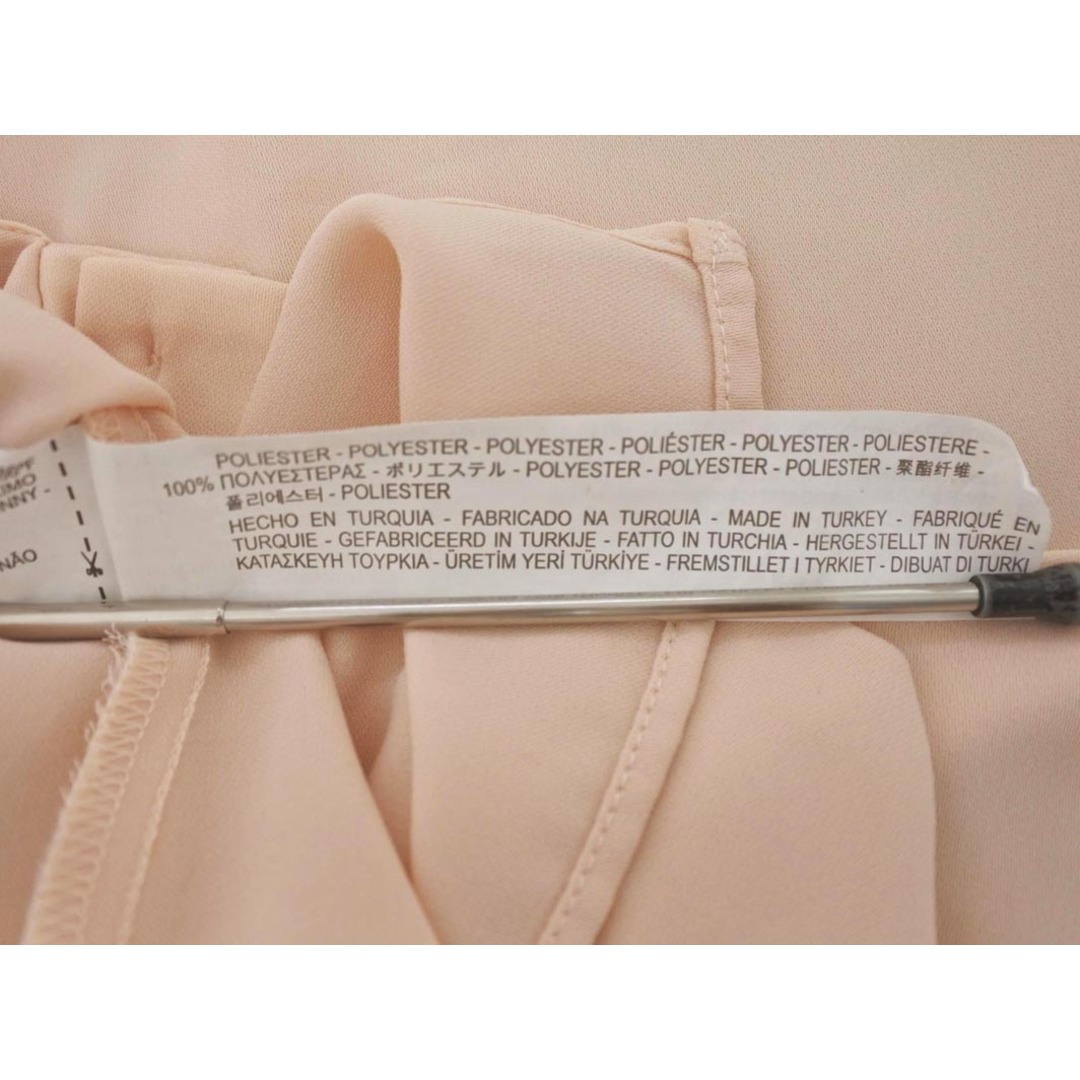 POLIESTER - POLYESTER - POLYESTER - POLIÉSTER - POLYESTER - POLIESTERE -
100% ΠΟΛΥΕΣΤΕΡΑΣ - ポリエステル - POLYESTER - POLYESTER - POLIESTER - 聚酯纤维 -
폴리에스터 - POLIESTER
HECHO EN TURQUIA - FABRICADO NA TURQUIA - MADE IN TURKEY - FABRIQUÉ EN
TURQUIE - GEFABRICEERD IN TURKIJE - FATTO IN TURCHIA - HERGESTELLT IN TÜRKEI -
ΚΑΤΑΣΚΕΥΗ ΤΟΥΡΚΙΑ - ÜRETİM YERİ TÜRKİYE - FREMSTILLET I TYRKIET - DIBUAT DI TURKI
NÃO